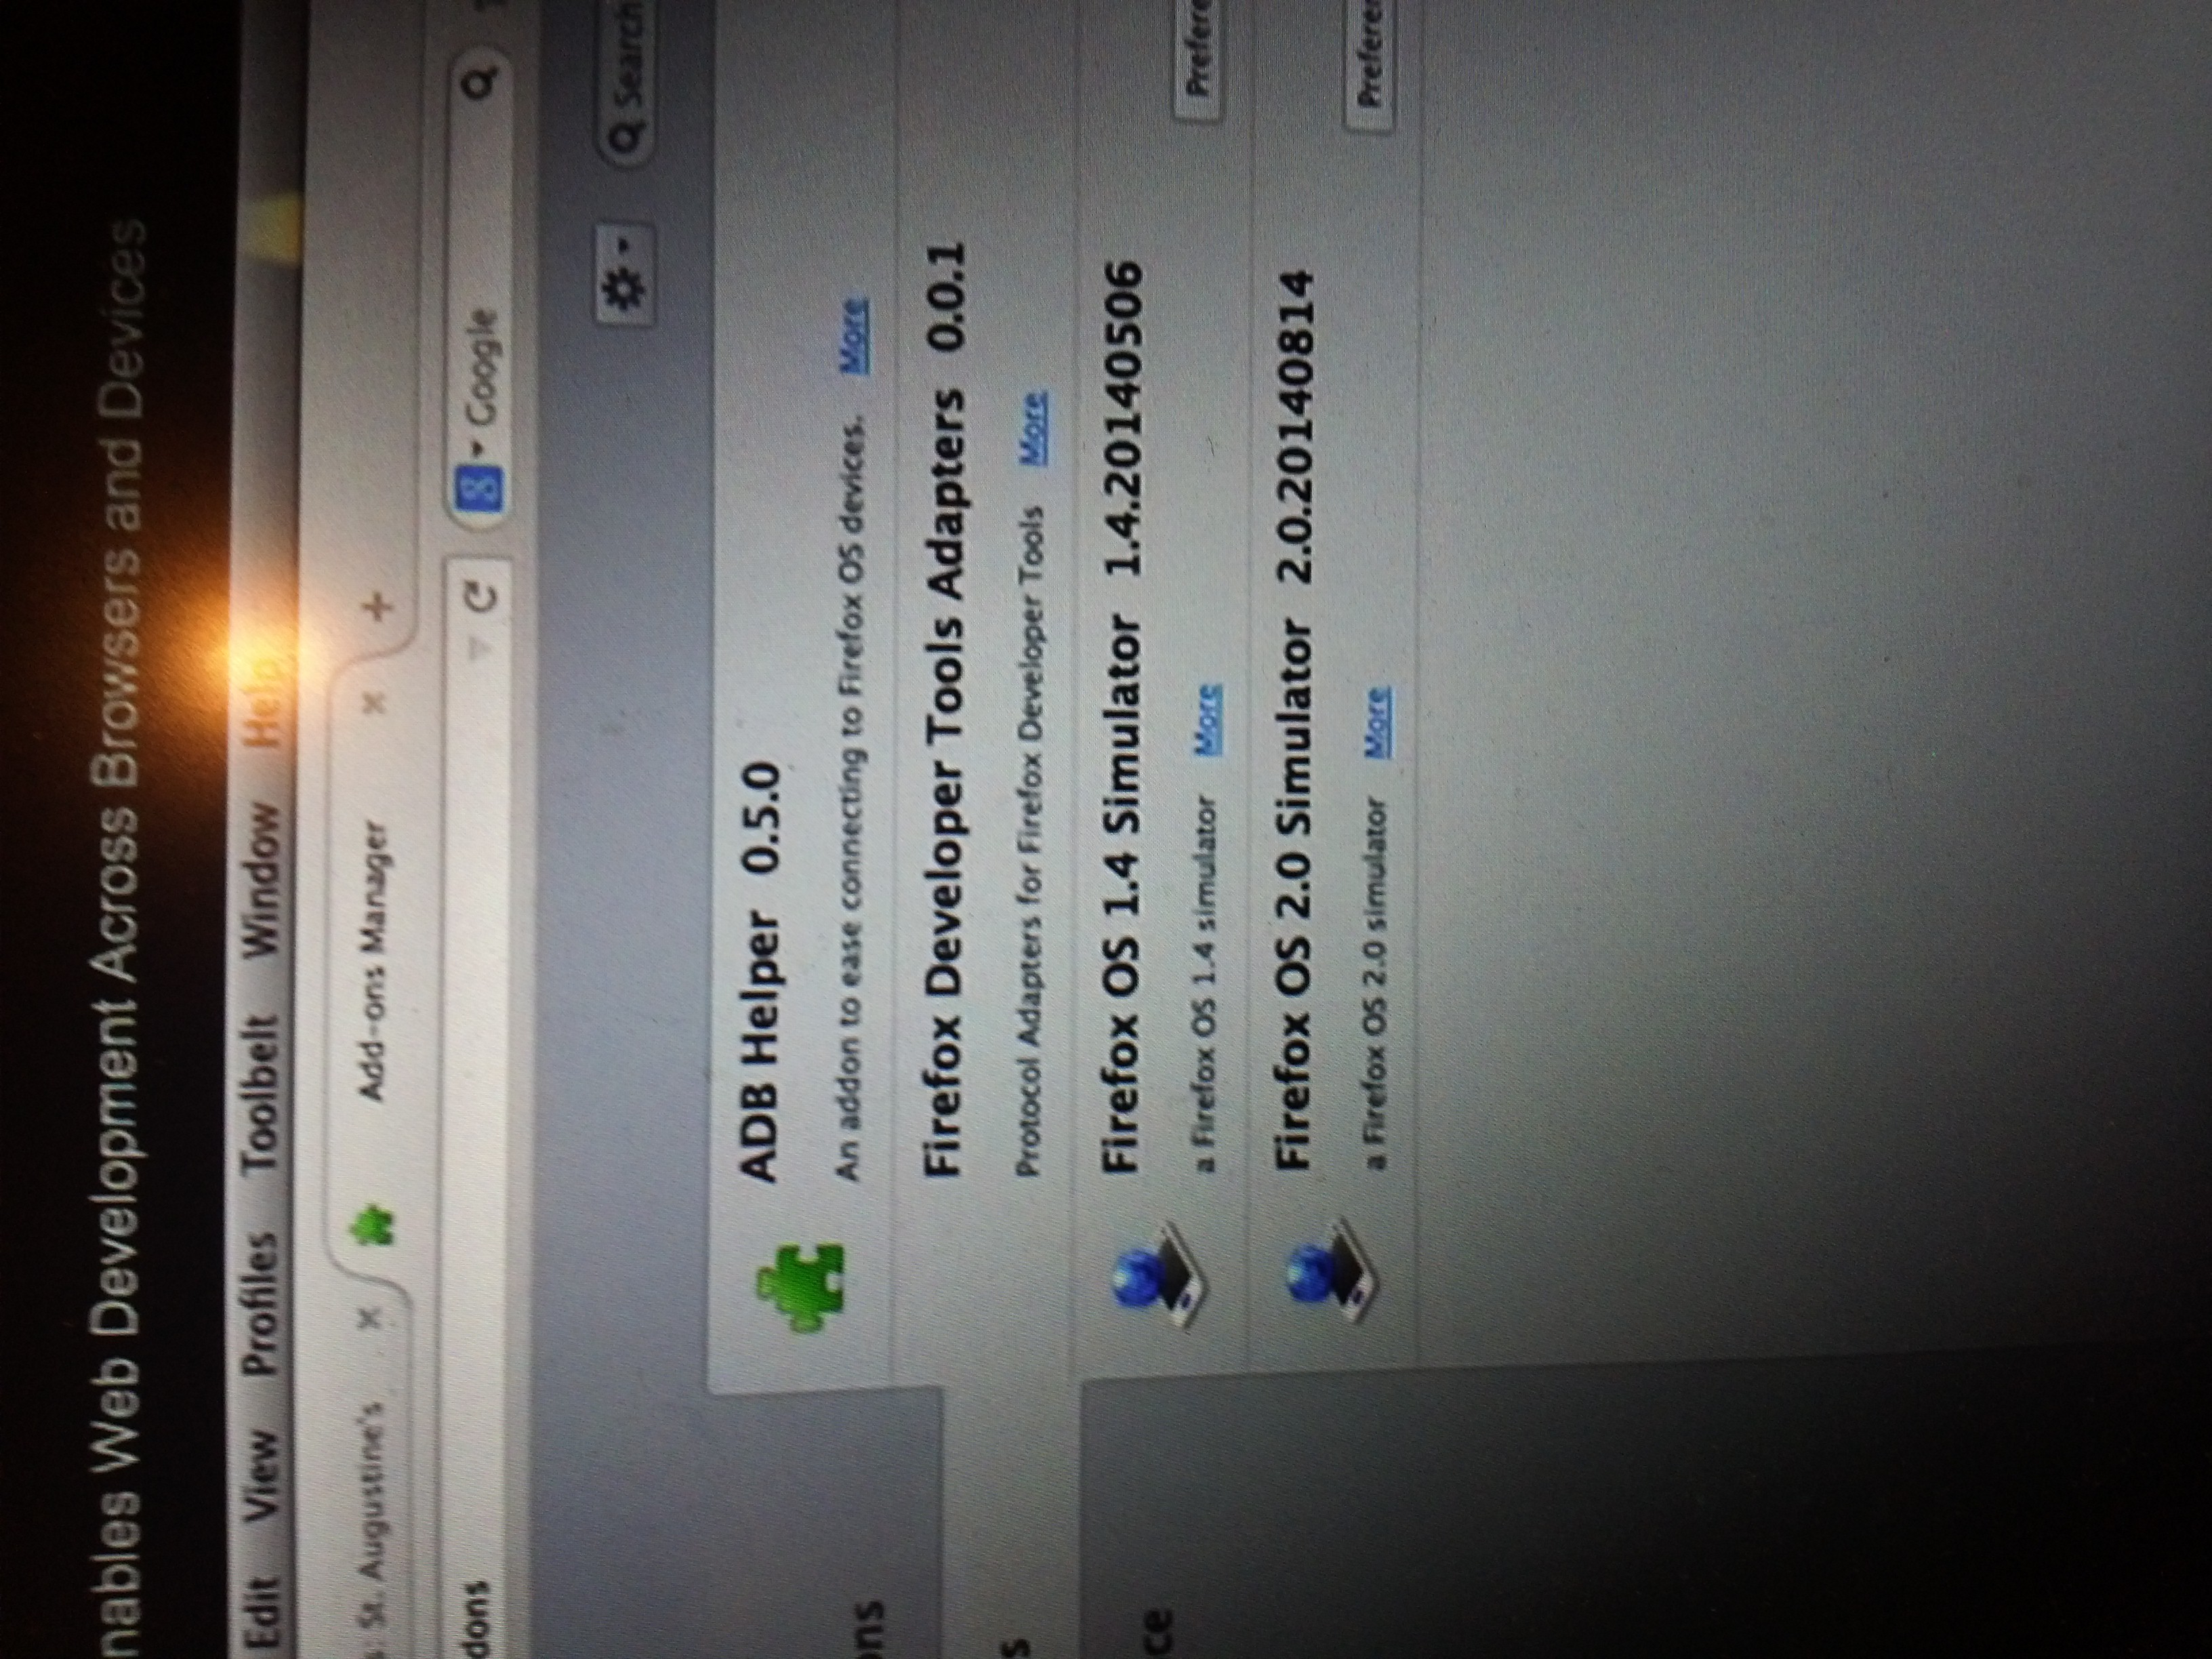 nables Web Development Across Browsers and Devices
Edit View Profiles Toolbelt Window Help
s: St. Augustine's
Add-ons Manager
dons
Google
Search
ADB Helper 0.5.0
An addon to ease connecting to Firefox OS devices. More
ons
Firefox Developer Tools Adapters 0.0.1
s
Protocol Adapters for Firefox Developer Tools More
Firefox OS 1.4 Simulator 1.4.20140506
ce
a Firefox OS 1.4 simulator More
Prefere
Firefox OS 2.0 Simulator 2.0.20140814
a Firefox OS 2.0 simulator More
Prefere